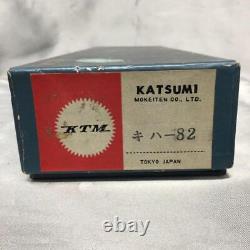 KATSUMI
MOKEITEN CO., LTD.
KTM
キハ-82
TOKYO JAPAN